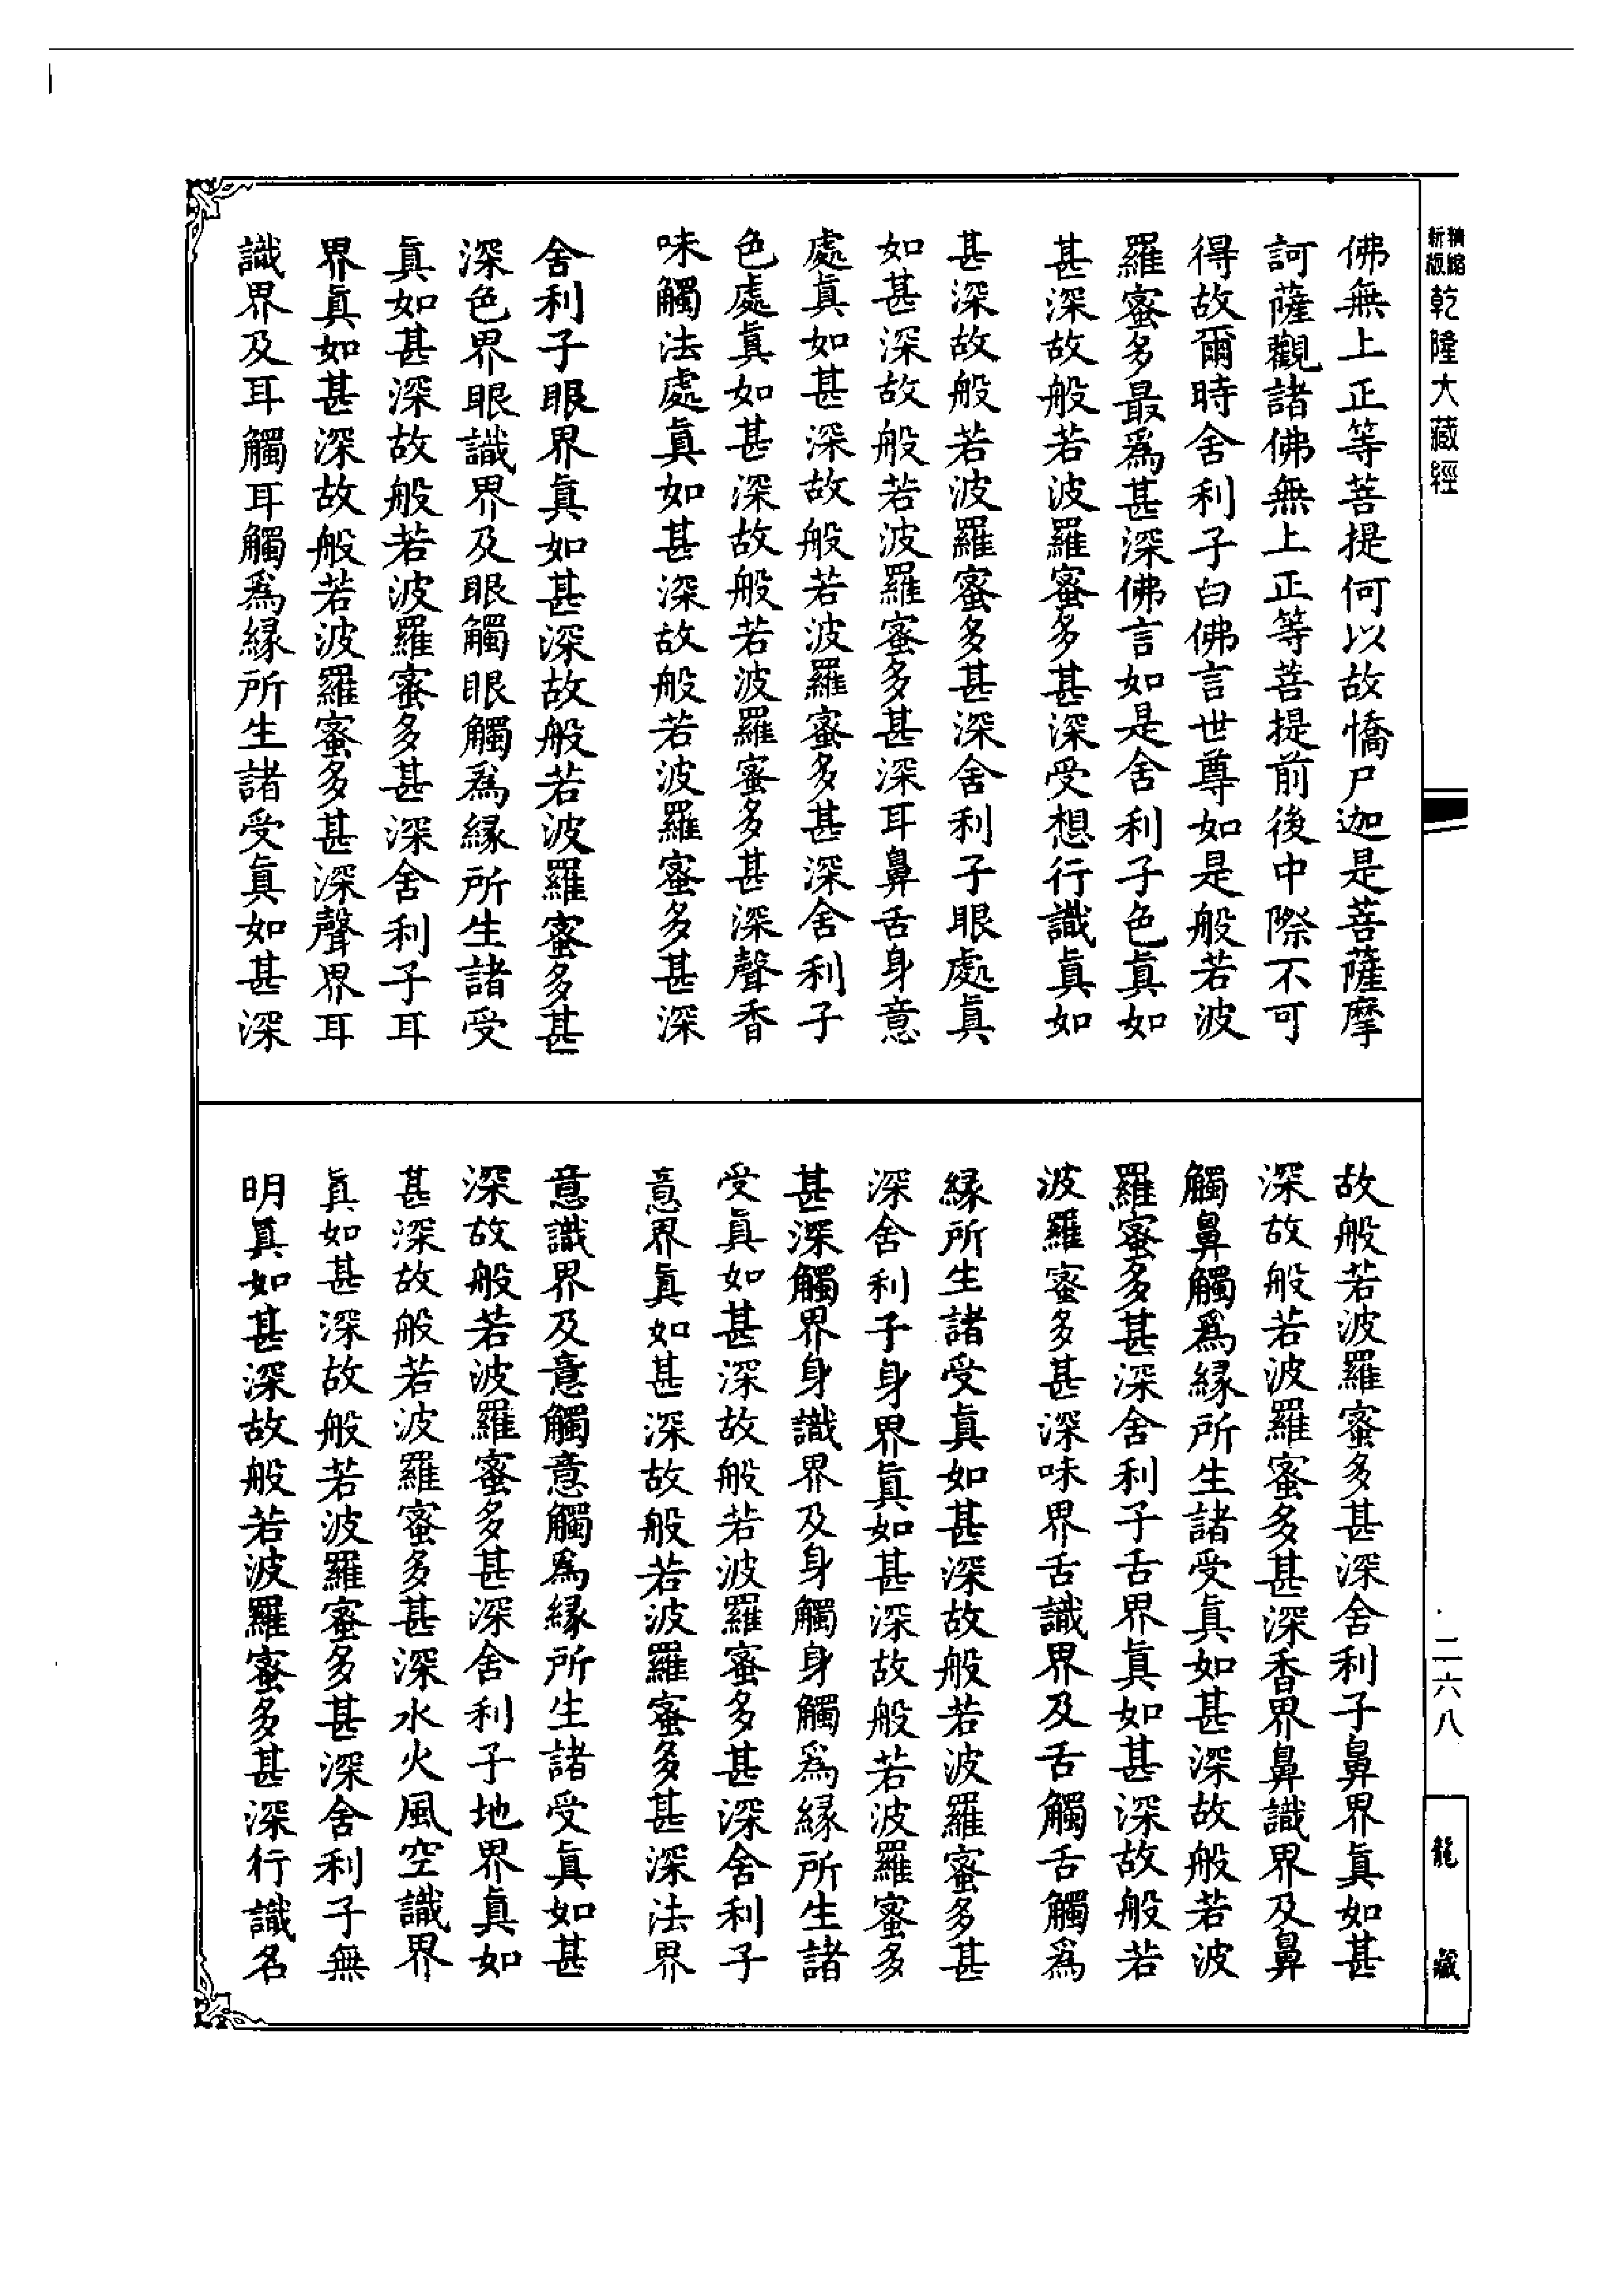 精縮
新版
乾隆大藏經
佛無上正等菩提何以故憍尸迦是菩薩摩
訶薩觀諸佛無上正等菩提前後中際不可
得故爾時舍利子白佛言世尊如是般若波
羅蜜多最爲甚深佛言如是舍利子色眞如
甚深故般若波羅蜜多甚深受想行識眞如
甚深故般若波羅蜜多甚深舍利子眼處眞
如甚深故般若波羅蜜多甚深耳鼻舌身意
處眞如甚深故般若波羅蜜多甚深舍利子
色處眞如甚深故般若波羅蜜多甚深聲香
味觸法處眞如甚深故般若波羅蜜多甚深
舍利子眼界眞如甚深故般若波羅蜜多甚
深色界眼識界及眼觸眼觸爲緣所生諸受
眞如甚深故般若波羅蜜多甚深舍利子耳
界眞如甚深故般若波羅蜜多甚深聲界耳
識界及耳觸耳觸爲緣所生諸受眞如甚深
故般若波羅蜜多甚深舍利子鼻界眞如甚
深故般若波羅蜜多甚深香界鼻識界及鼻
觸鼻觸爲緣所生諸受眞如甚深故般若波
羅蜜多甚深舍利子舌界眞如甚深故般若
波羅蜜多甚深味界舌識界及舌觸舌觸爲
緣所生諸受眞如甚深故般若波羅蜜多甚
深舍利子身界眞如甚深故般若波羅蜜多
甚深觸界身識界及身觸身觸爲緣所生諸
受眞如甚深故般若波羅蜜多甚深舍利子
意界眞如甚深故般若波羅蜜多甚深法界
意識界及意觸意觸爲緣所生諸受眞如甚
深故般若波羅蜜多甚深舍利子地界眞如
甚深故般若波羅蜜多甚深水火風空識界
眞如甚深故般若波羅蜜多甚深舍利子無
明眞如甚深故般若波羅蜜多甚深行識名
二六八
龍藏